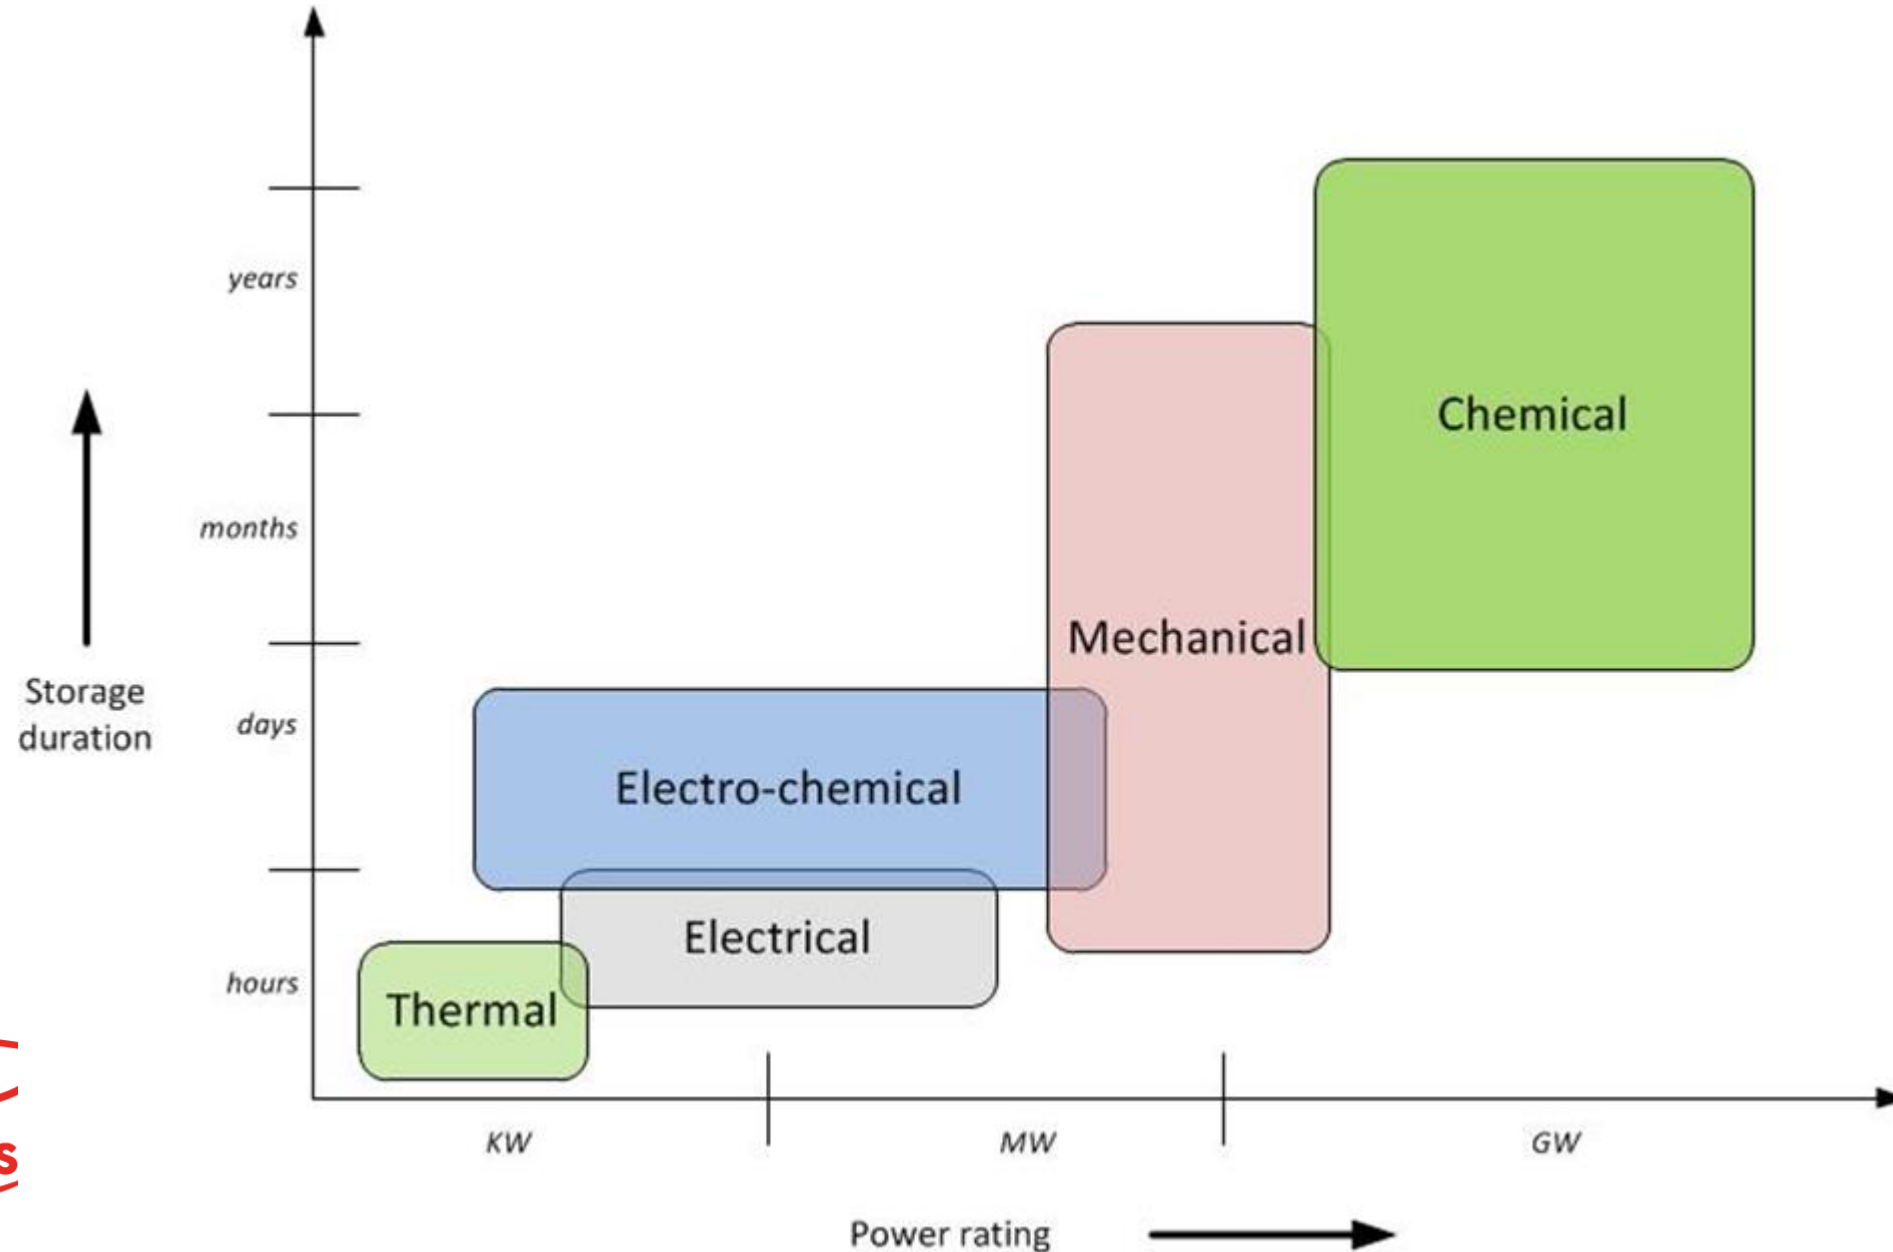 years
Chemical
months
Mechanical
Storage
duration
days
Electro-chemical
Electrical
hours
Thermal
s
KW
MW
GW
Power rating